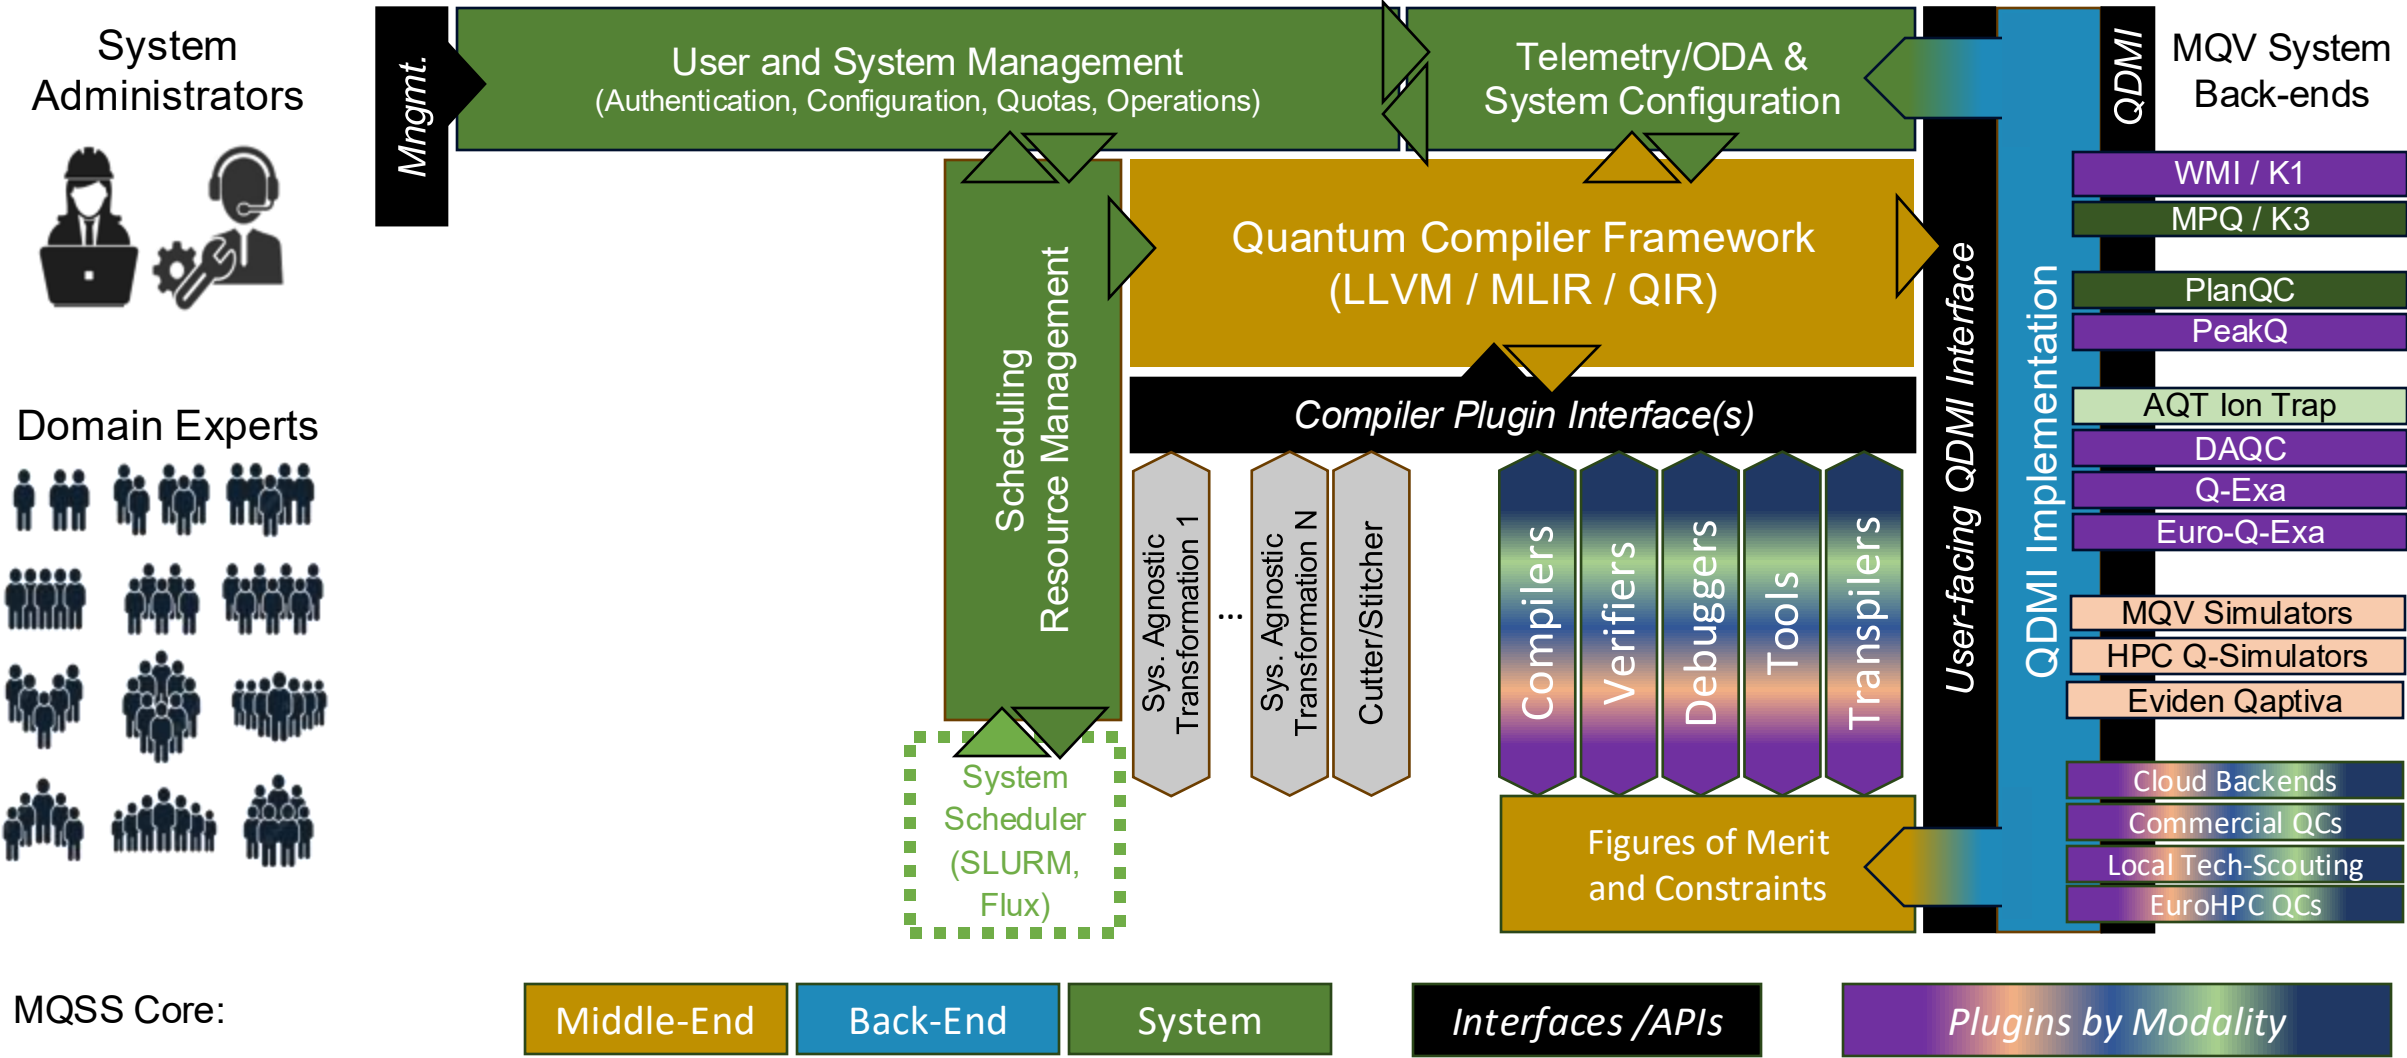 System
Administrators
Domain Experts
Mngmt.
User and System Management
(Authentication, Configuration, Quotas, Operations)
Telemetry/ODA &
System Configuration
Scheduling
Resource Management
System
Scheduler
(SLURM,
Flux)
Quantum Compiler Framework
(LLVM / MLIR / QIR)
Compiler Plugin Interface(s)
Sys. Agnostic
Transformation 1
...
Sys. Agnostic
Transformation N
Cutter/Stitcher
Compilers
Verifiers
Debuggers
Tools
Transpilers
Figures of Merit
and Constraints
User-facing QDMI Interface
QDMI Implementation
QDMI
MQV System
Back-ends
WMI / K1
MPQ / K3
PlanQC
PeakQ
AQT Ion Trap
DAQC
Q-Exa
Euro-Q-Exa
MQV Simulators
HPC Q-Simulators
Eviden Qaptiva
Cloud Backends
Commercial QCs
Local Tech-Scouting
EuroHPC QCs
MQSS Core:
Middle-End
Back-End
System
Interfaces /APIs
Plugins by Modality